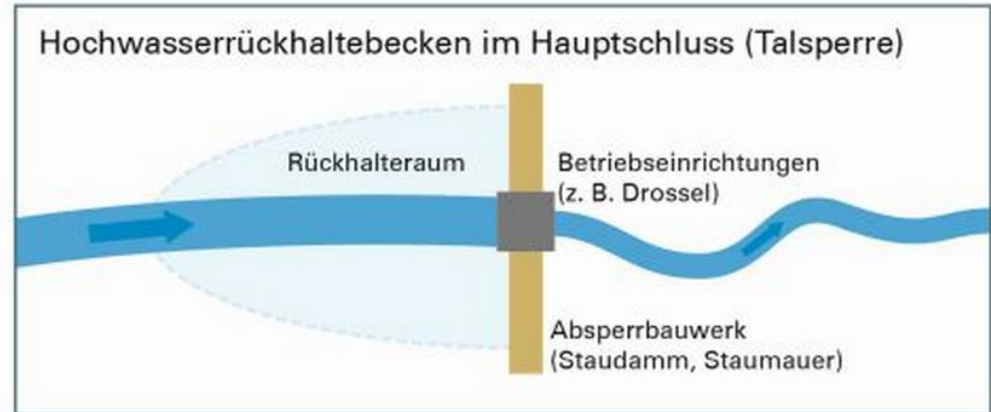 Hochwasserrückhaltebecken im Hauptschluss (Talsperre)
Rückhalteraum
Betriebseinrichtungen
(z. B. Drossel)
Absperrbauwerk
(Staudamm, Staumauer)